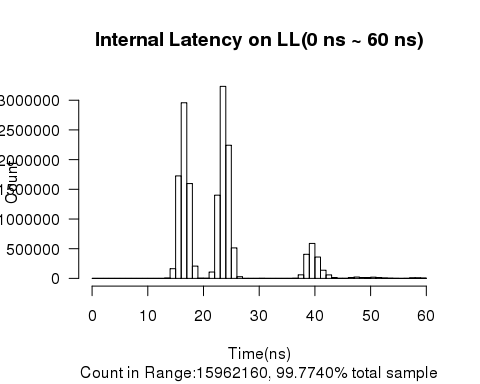 Internal Latency on LL(0 ns ~ 60 ns)
3000000
2500000
2000000
1500000
1000000
500000
0
Count
0 10 20 30 40 50 60
Time(ns)
Count in Range:15962160, 99.7740% total sample